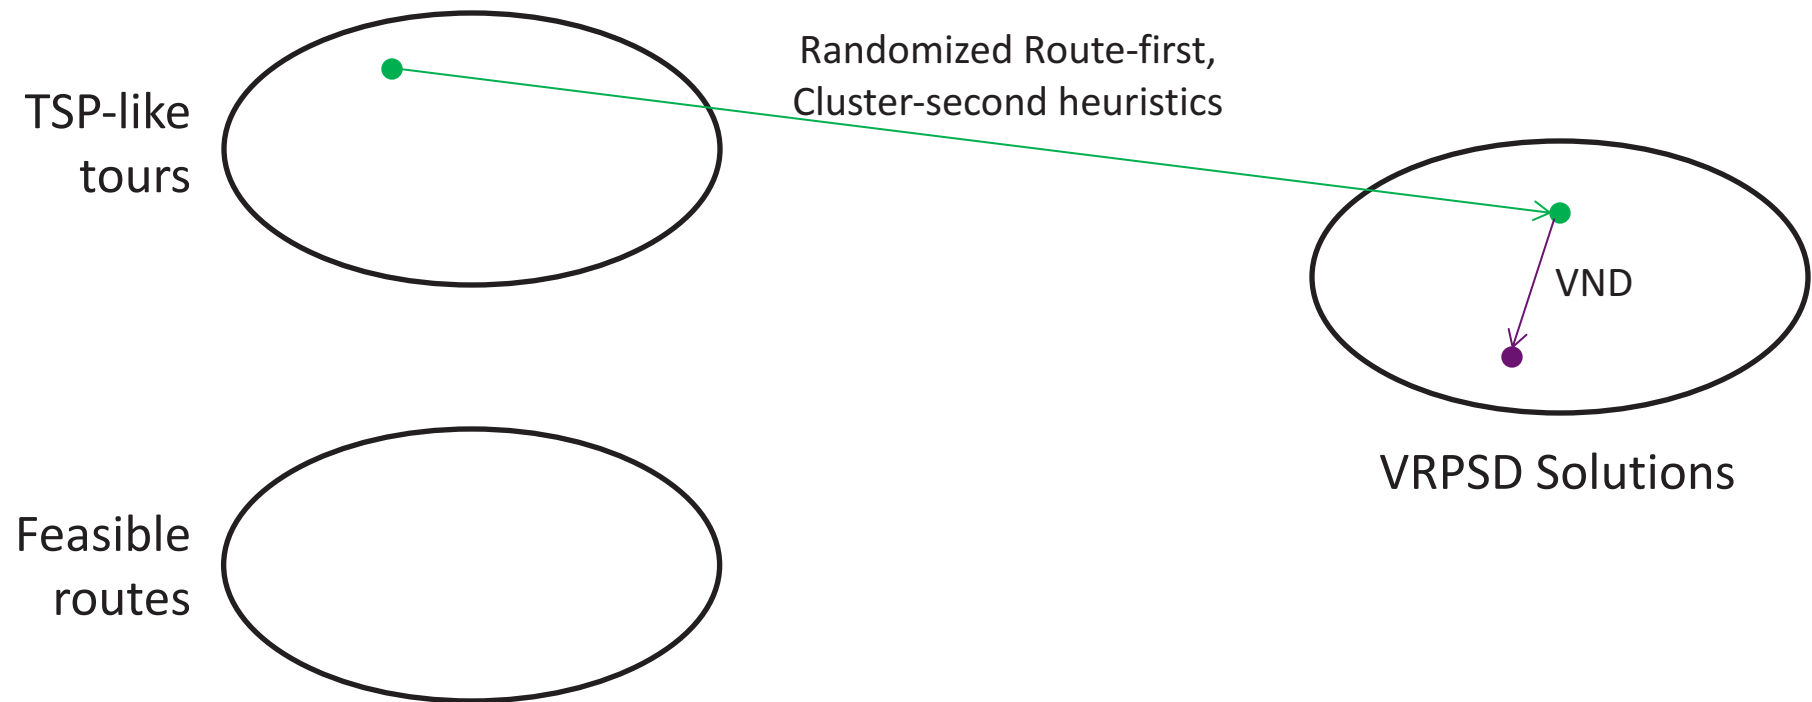 TSP-like
tours
Randomized Route-first,
Cluster-second heuristics
VND
VRPSD Solutions
Feasible
routes